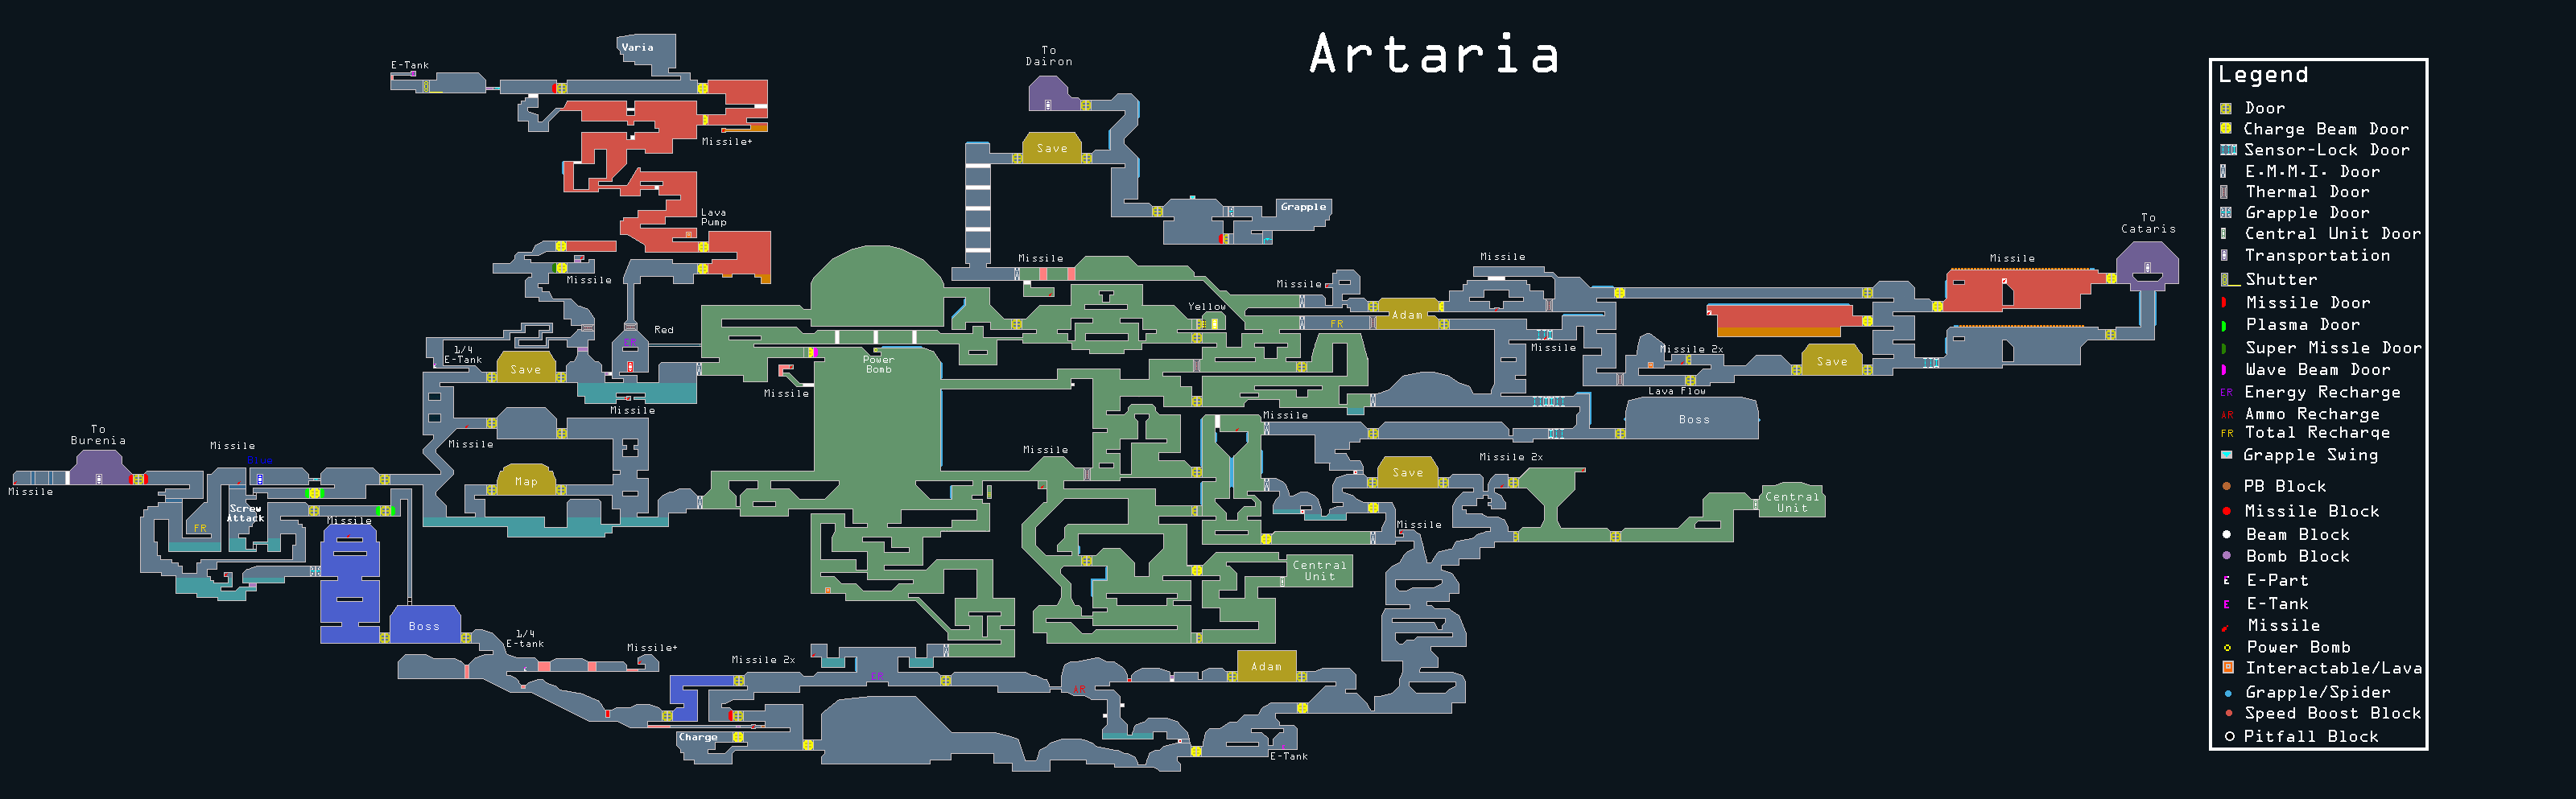 Artaria
Varia
E-Tank
Missile+
Lava
Pump
Missile
Red
ER
1/4
E-Tank
Save
Missile
Missile
Map
To
Burenia
Missile
Missile
Blue
FR
Screw
Attack
Missile
Boss
1/4
E-tank
Missile+
Missile 2x
ER
Charge
To
Dairon
Save
Grapple
Missile
Power
Bomb
Missile
Yellow
Missile
Missile
Adam
FR
Missile
Missile
Missile 2x
Save
Lava Flow
Boss
Missile
To
Cataris
Missile
Missile
Save
Missile 2x
Missile
Central
Unit
Central
Unit
AR
Adam
E-Tank
Legend
Door
Charge Beam Door
Sensor-Lock Door
E.M.M.I. Door
Thermal Door
Grapple Door
Central Unit Door
Transportation
Shutter
Missile Door
Plasma Door
Super Missle Door
Wave Beam Door
ER Energy Recharge
AR Ammo Recharge
FR Total Recharge
Grapple Swing
PB Block
Missile Block
Beam Block
Bomb Block
E E-Part
E E-Tank
Missile
Power Bomb
Interactable/Lava
Grapple/Spider
Speed Boost Block
Pitfall Block